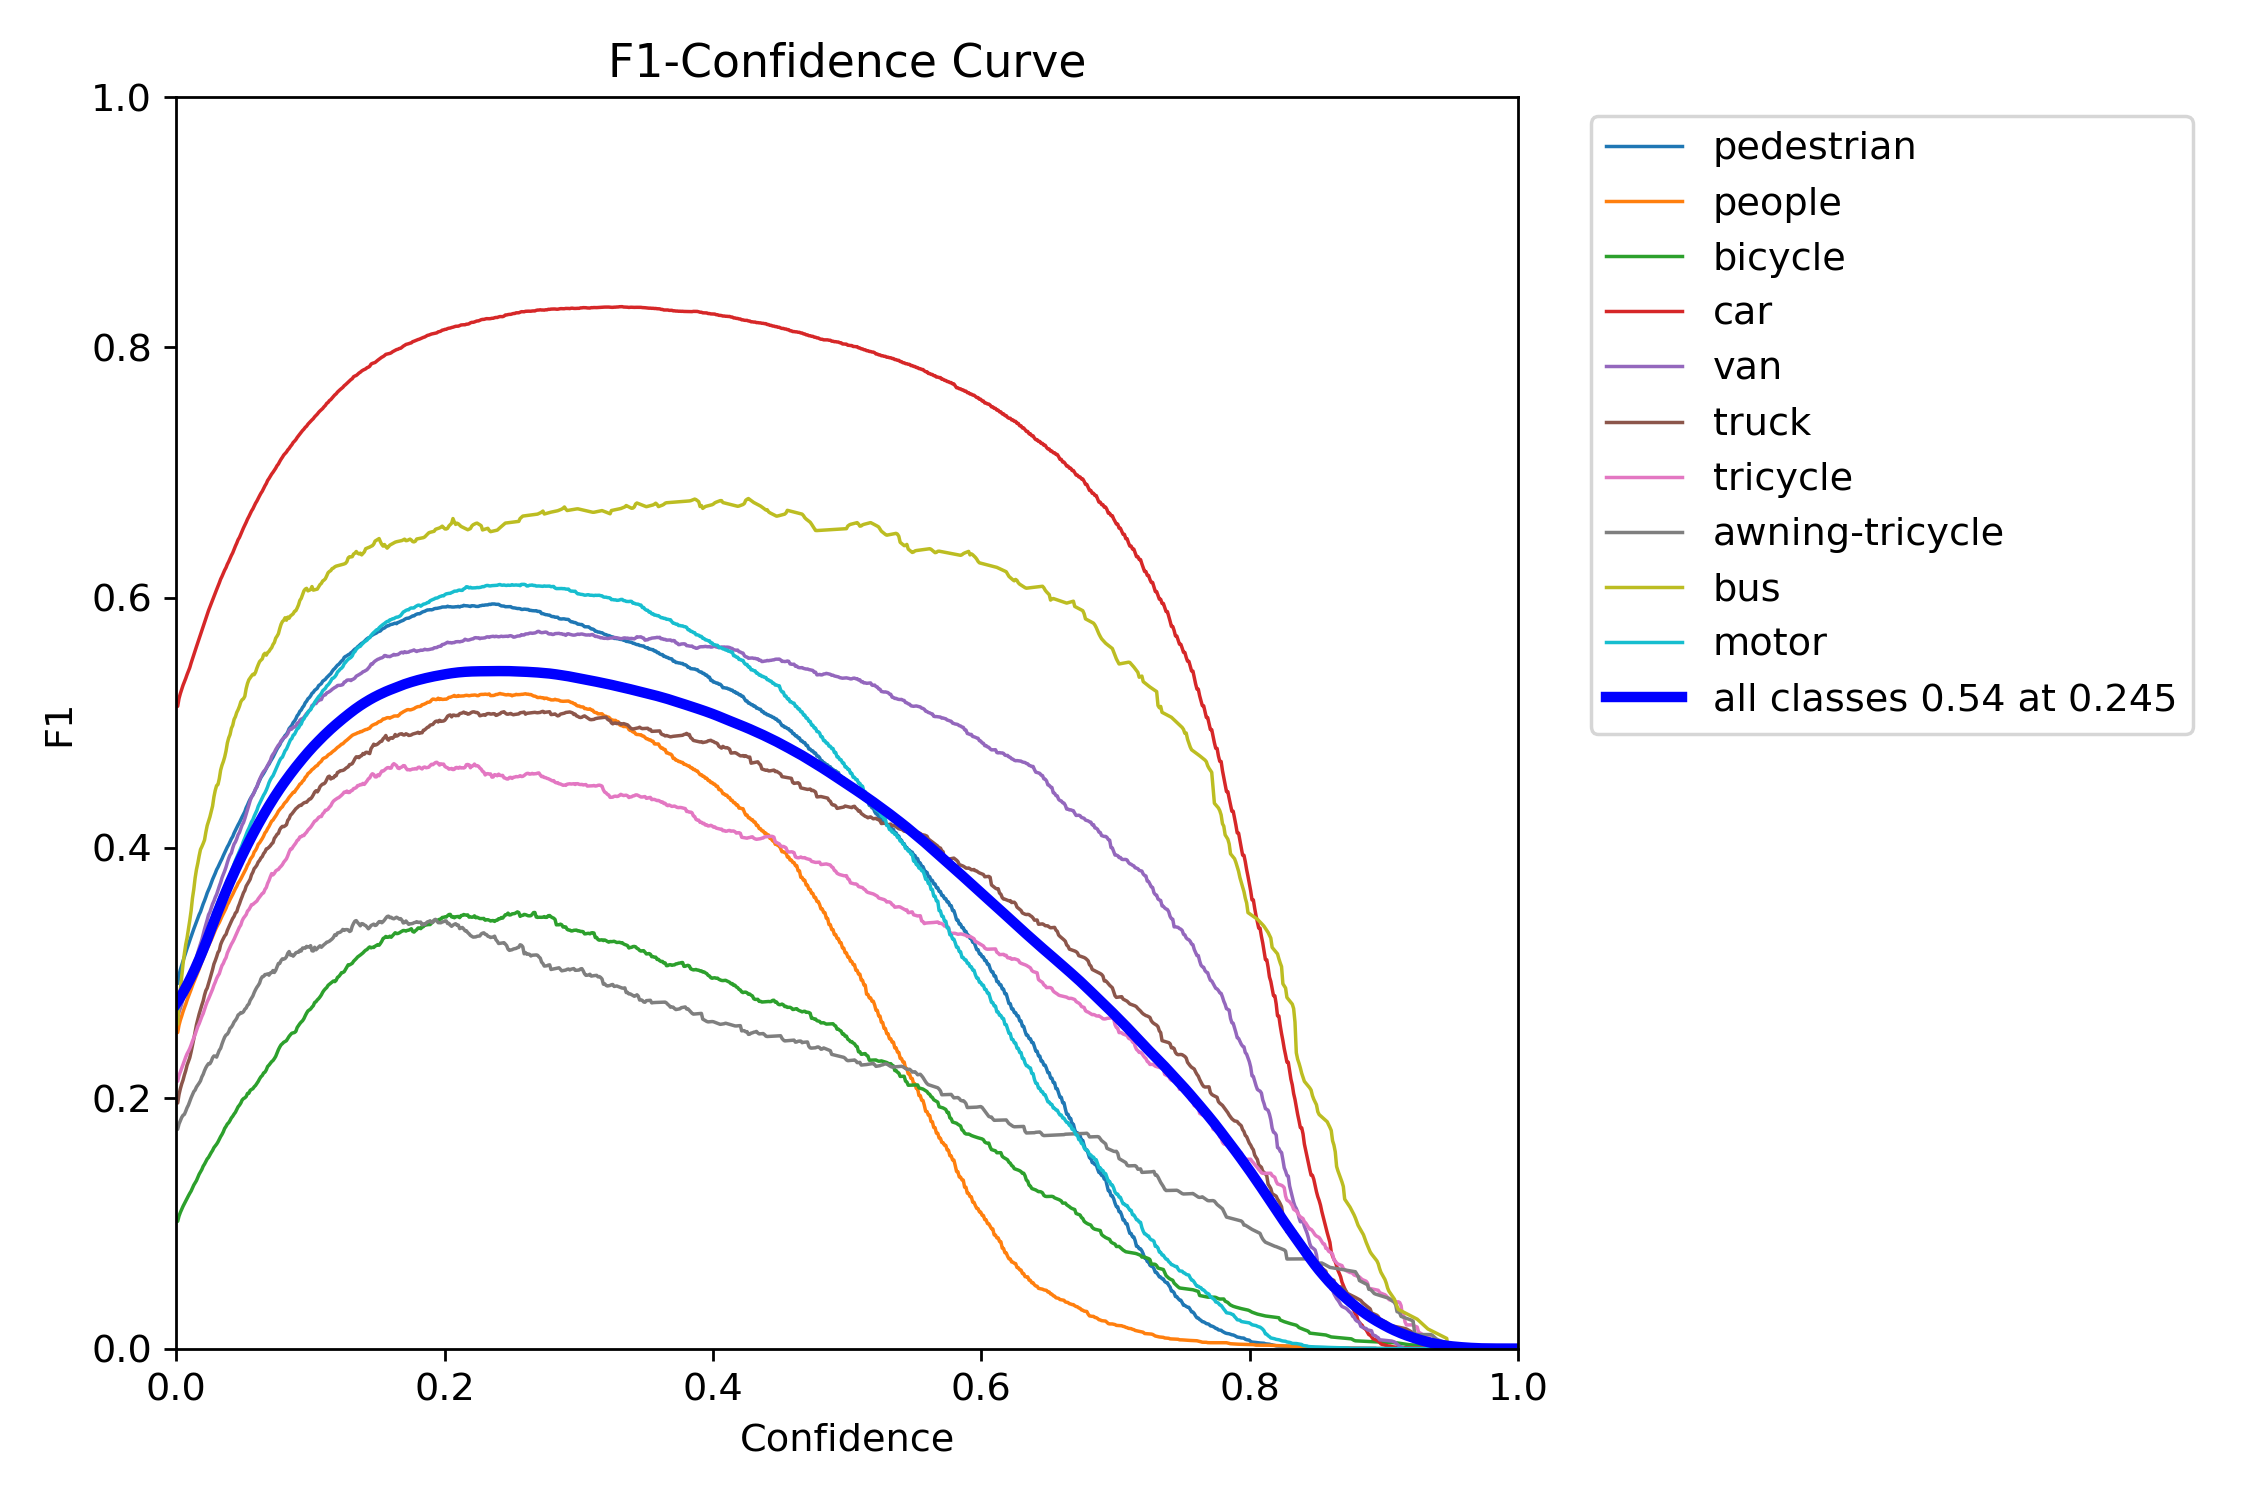 F1-Confidence Curve
1.0
0.8
0.6
0.4
0.2
0.0
F1
0.0 0.2 0.4 0.6 0.8 1.0
Confidence
pedestrian
people
bicycle
car
van
truck
tricycle
awning-tricycle
bus
motor
all classes 0.54 at 0.245